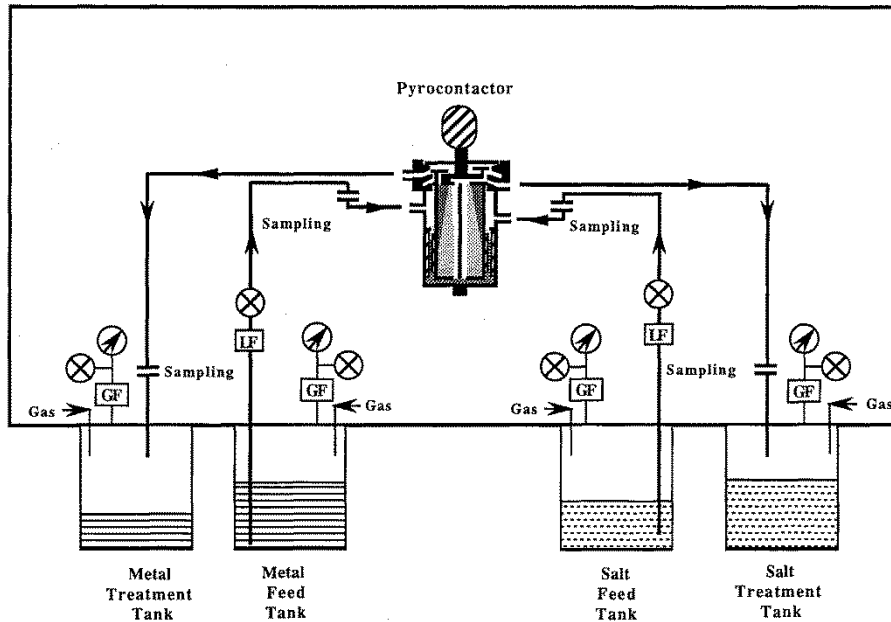 Pyrocontactor
Sampling
Sampling
LF
LF
Sampling
Sampling
GF
GF
GF
GF
Gas
Gas
Gas
Gas
Metal
Treatment
Tank
Metal
Feed
Tank
Salt
Feed
Tank
Salt
Treatment
Tank